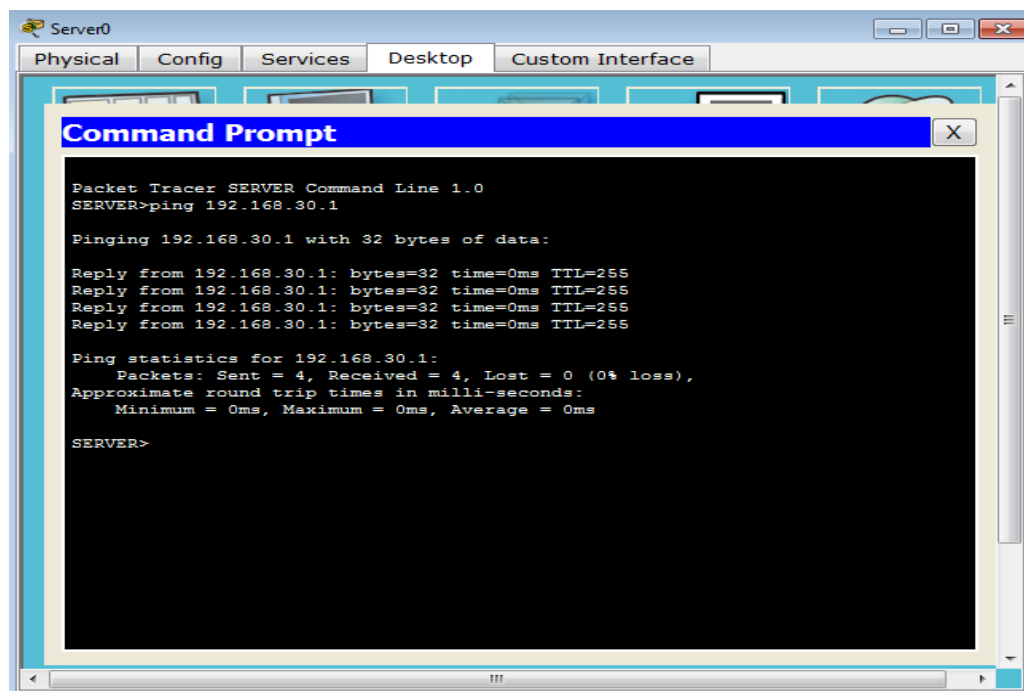 Server0
Physical Config Services Desktop Custom Interface
Command Prompt X
Packet Tracer SERVER Command Line 1.0
SERVER>ping 192.168.30.1
Pinging 192.168.30.1 with 32 bytes of data:
Reply from 192.168.30.1: bytes=32 time=0ms TTL=255
Reply from 192.168.30.1: bytes=32 time=0ms TTL=255
Reply from 192.168.30.1: bytes=32 time=0ms TTL=255
Reply from 192.168.30.1: bytes=32 time=0ms TTL=255
Ping statistics for 192.168.30.1:
Packets: Sent = 4, Received = 4, Lost = 0 (0% loss),
Approximate round trip times in milli-seconds:
Minimum = 0ms, Maximum = 0ms, Average = 0ms
SERVER>